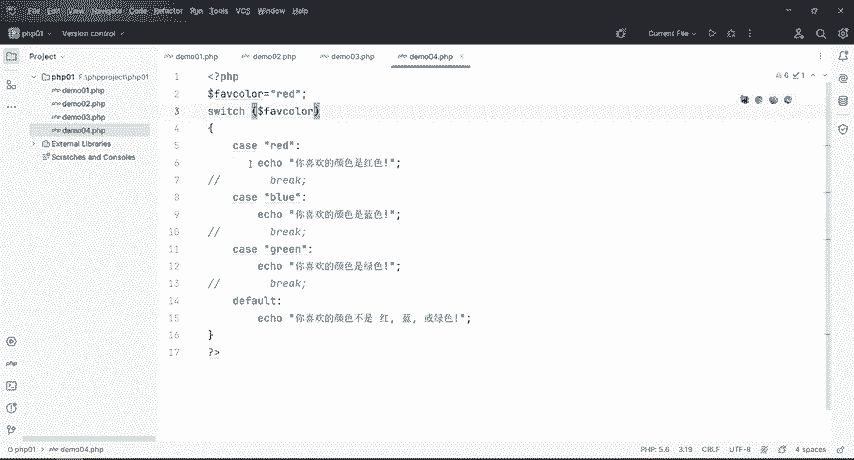 File Edit View Navigate Code Refactor Run Tools VCS Window Help
php01 Version control Current File
Project
php01 F:\phpproject\php01
demo01.php
demo02.php
demo03.php
demo04.php
External Libraries
Scratches and Consoles
demo01.php demo02.php demo03.php demo04.php
6 1
1 <?php
2 $favcolor="red";
3 switch ($favcolor)
4 {
5 case "red":
6 echo "你喜欢的颜色是红色!";
7 // break;
8 case "blue":
9 echo "你喜欢的颜色是蓝色!";
10 // break;
11 case "green":
12 echo "你喜欢的颜色是绿色!";
13 // break;
14 default:
15 echo "你喜欢的颜色不是 红, 蓝, 或绿色!";
16 }
17 ?>
php
php01 > demo04.php PHP: 5.6 3:19 CRLF UTF-8 4 spaces